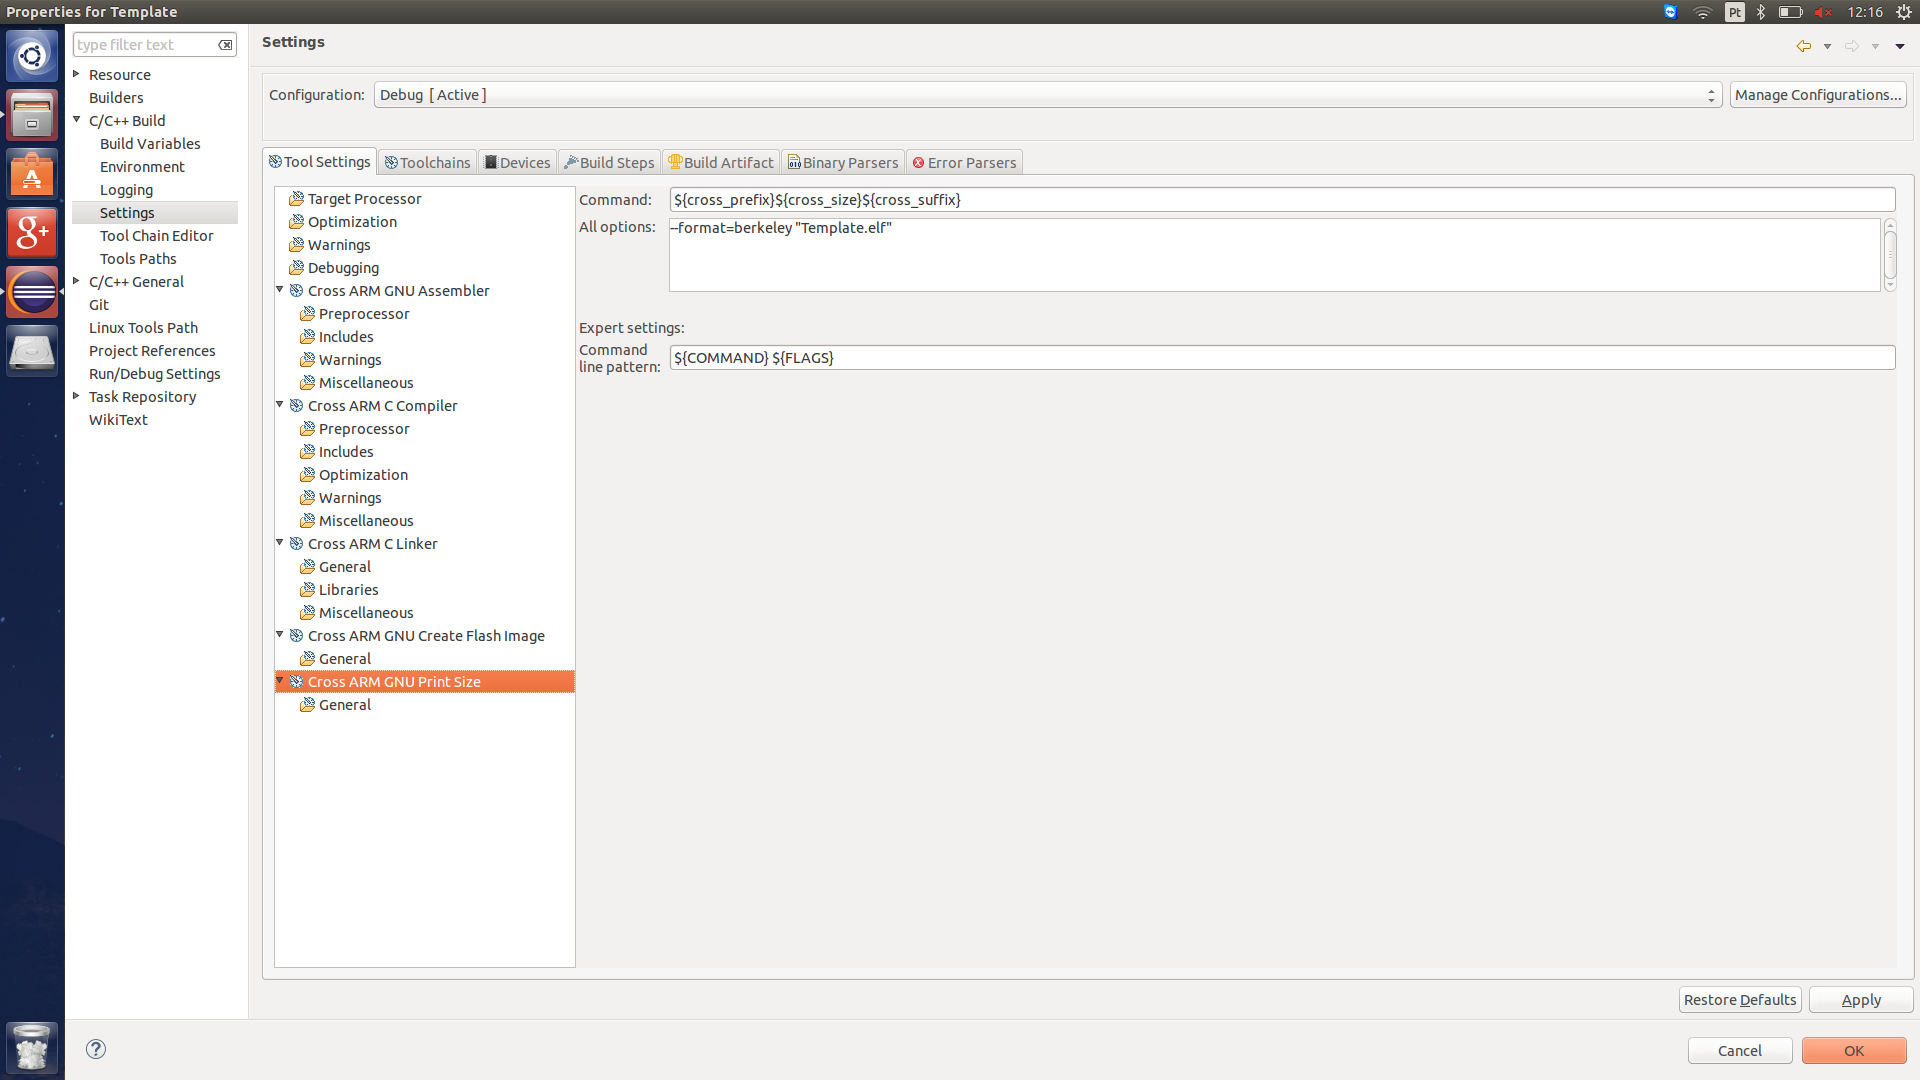 Properties for Template
Pt
12:16
type filter text
Resource
Builders
C/C++ Build
Build Variables
Environment
Logging
Settings
Tool Chain Editor
Tools Paths
C/C++ General
Git
Linux Tools Path
Project References
Run/Debug Settings
Task Repository
WikiText
Settings
Configuration:
Debug [ Active ]
Manage Configurations...
Tool Settings
Toolchains
Devices
Build Steps
Build Artifact
Binary Parsers
Error Parsers
Target Processor
Optimization
Warnings
Debugging
Cross ARM GNU Assembler
Preprocessor
Includes
Warnings
Miscellaneous
Cross ARM C Compiler
Preprocessor
Includes
Optimization
Warnings
Miscellaneous
Cross ARM C Linker
General
Libraries
Miscellaneous
Cross ARM GNU Create Flash Image
General
Cross ARM GNU Print Size
General
Command:
${cross_prefix}${cross_size}${cross_suffix}
All options:
--format=berkeley "Template.elf"
Expert settings:
Command
line pattern:
${COMMAND} ${FLAGS}
Restore Defaults
Apply
Cancel
OK
g+